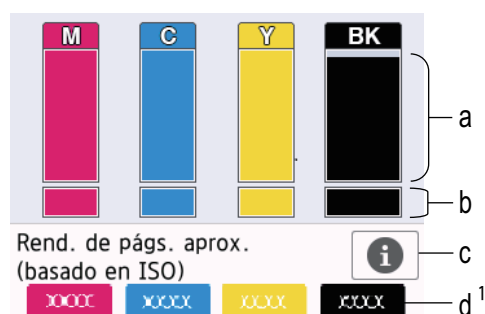 M C Y BK
a
b
Rend. de págs. aprox.
(basado en ISO)
c
XXXX XXXX XXXX XXXX d 1